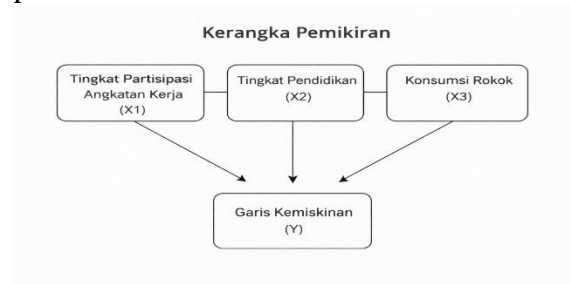 Kerangka Pemikiran
Tingkat Partisipasi
Angkatan Kerja
(X1)
Tingkat Pendidikan
(X2)
Konsumsi Rokok
(X3)
Garis Kemiskinan
(Y)